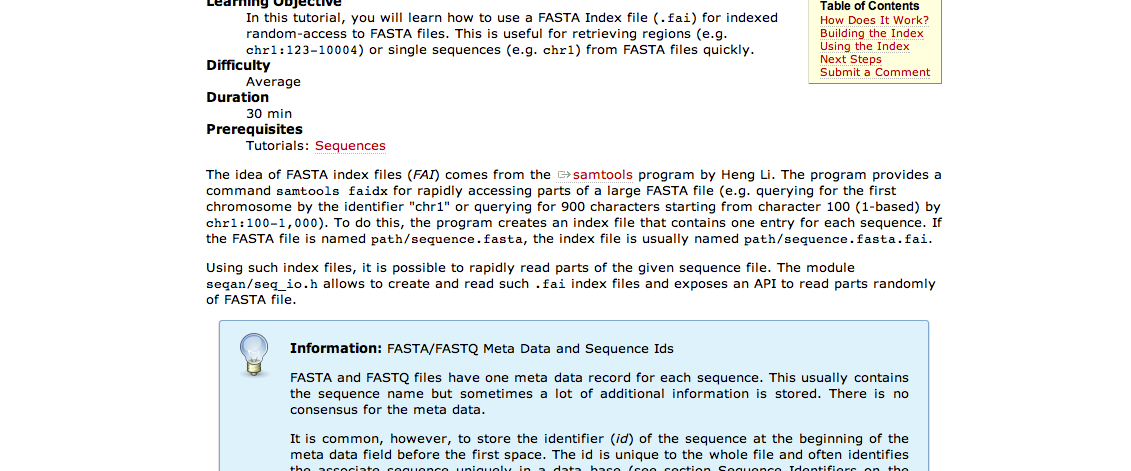 Learning Objective
In this tutorial, you will learn how to use a FASTA Index file (.fai) for indexed
random-access to FASTA files. This is useful for retrieving regions (e.g.
chr1:123-10004) or single sequences (e.g. chr1) from FASTA files quickly.
Difficulty
Average
Duration
30 min
Prerequisites
Tutorials: Sequences
Table of Contents
How Does It Work?
Building the Index
Using the Index
Next Steps
Submit a Comment
The idea of FASTA index files (FAI) comes from the samtools program by Heng Li. The program provides a
command samtools faidx for rapidly accessing parts of a large FASTA file (e.g. querying for the first
chromosome by the identifier "chr1" or querying for 900 characters starting from character 100 (1-based) by
chr1:100-1,000). To do this, the program creates an index file that contains one entry for each sequence. If
the FASTA file is named path/sequence.fasta, the index file is usually named path/sequence.fasta.fai.
Using such index files, it is possible to rapidly read parts of the given sequence file. The module
seqan/seq_io.h allows to create and read such .fai index files and exposes an API to read parts randomly
of FASTA file.
Information: FASTA/FASTQ Meta Data and Sequence Ids
FASTA and FASTQ files have one meta data record for each sequence. This usually contains
the sequence name but sometimes a lot of additional information is stored. There is no
consensus for the meta data.
It is common, however, to store the identifier (id) of the sequence at the beginning of the
meta data field before the first space. The id is unique to the whole file and often identifies
the associate sequence uniquely in a data base (see section Sequence Identifiers on the